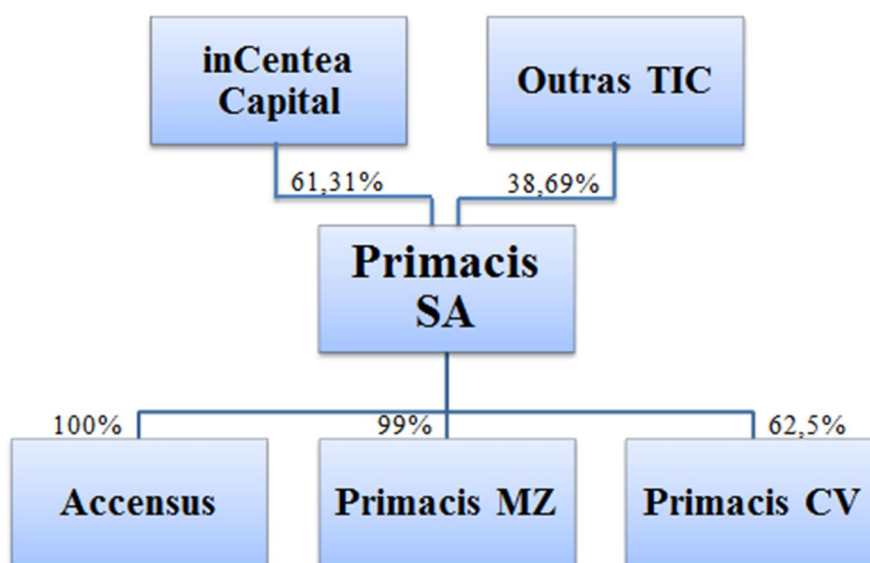 inCentea
Capital
Outras TIC
61,31%
38,69%
Primacis
SA
100%
99%
62,5%
Accensus
Primacis MZ
Primacis CV